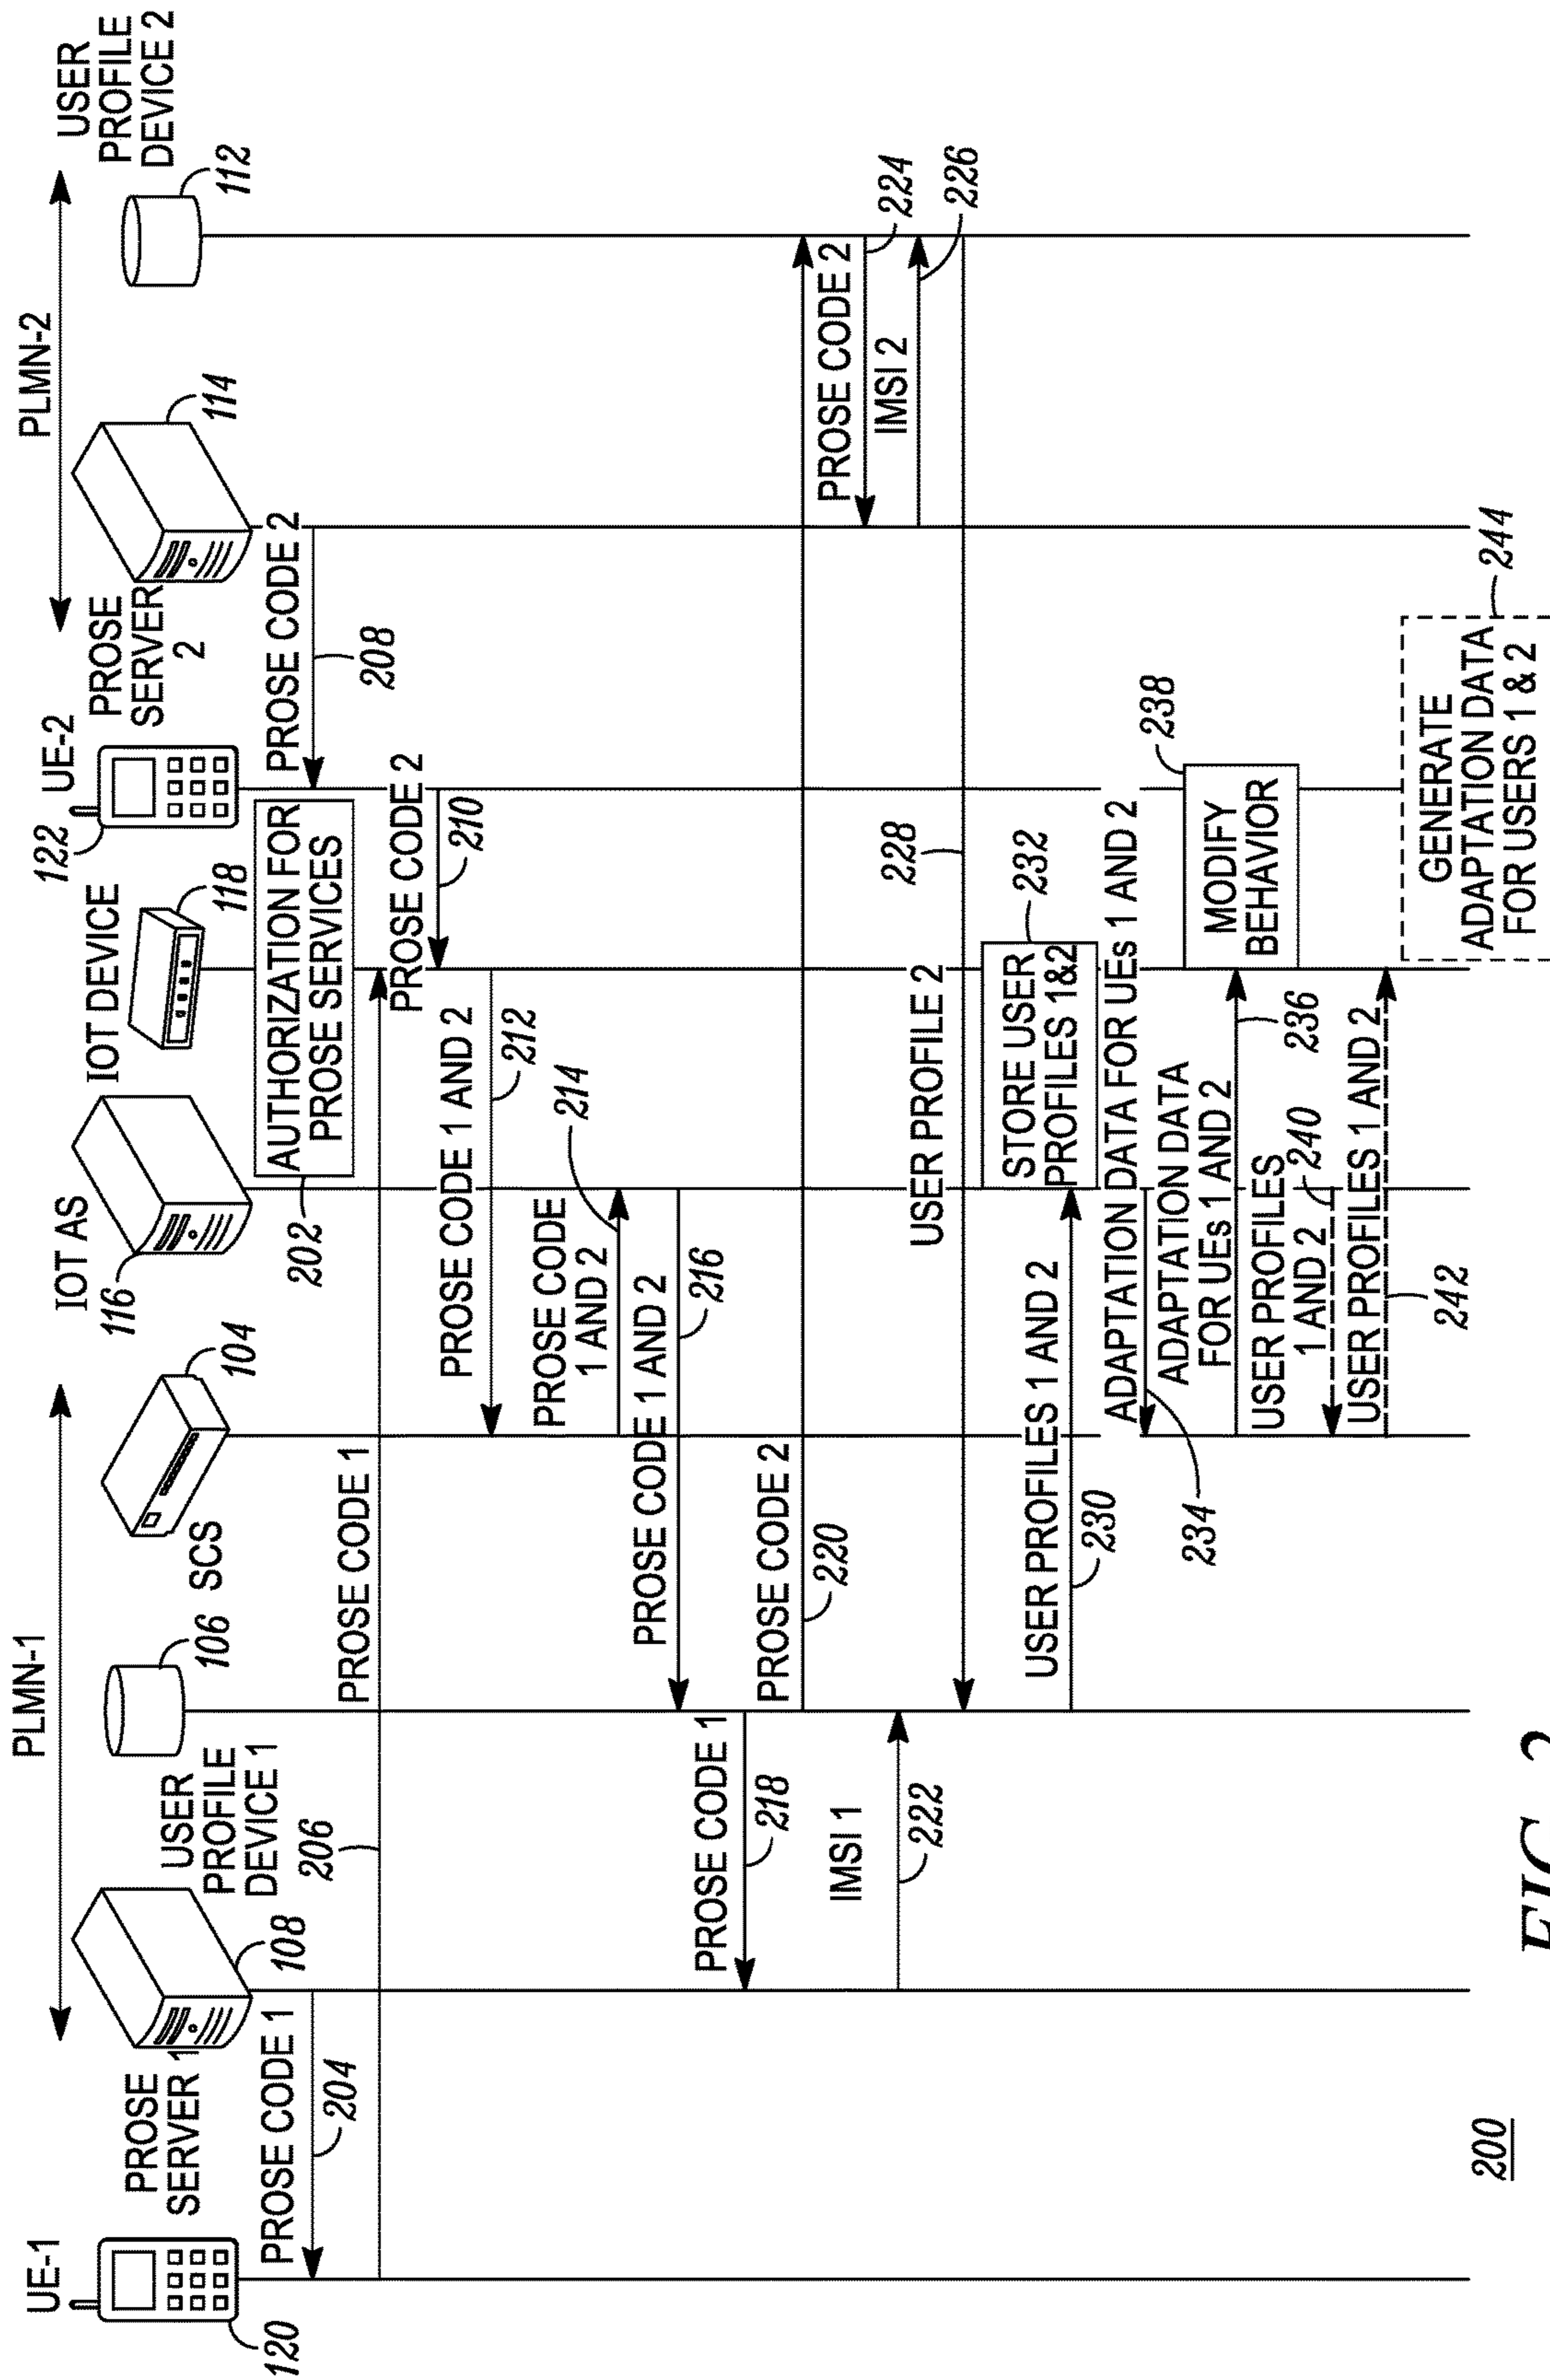 PLMN-1
PLMN-2
UE-1
120
PROSE
SERVER 1
108
USER
PROFILE
DEVICE 1
106
SCS
104
IOT AS
116
IOT DEVICE
118
UE-2
122
PROSE
SERVER
2
114
USER
PROFILE
DEVICE 2
112
AUTHORIZATION FOR
PROSE SERVICES
202
PROSE CODE 1
204
PROSE CODE 2
208
PROSE CODE 1
206
PROSE CODE 2
210
PROSE CODE 1 AND 2
212
PROSE CODE
1 AND 2
214
PROSE CODE 1 AND 2
216
PROSE CODE 1
218
PROSE CODE 2
220
PROSE CODE 2
224
IMSI 1
222
IMSI 2
226
USER PROFILE 2
228
USER PROFILES 1 AND 2
230
STORE USER
PROFILES 1&2
232
ADAPTATION DATA FOR UEs 1 AND 2
234
ADAPTATION DATA
FOR UEs 1 AND 2
236
MODIFY
BEHAVIOR
238
USER PROFILES
1 AND 2
240
USER PROFILES 1 AND 2
242
GENERATE
ADAPTATION DATA
FOR USERS 1 & 2
244
200
FIG. 2